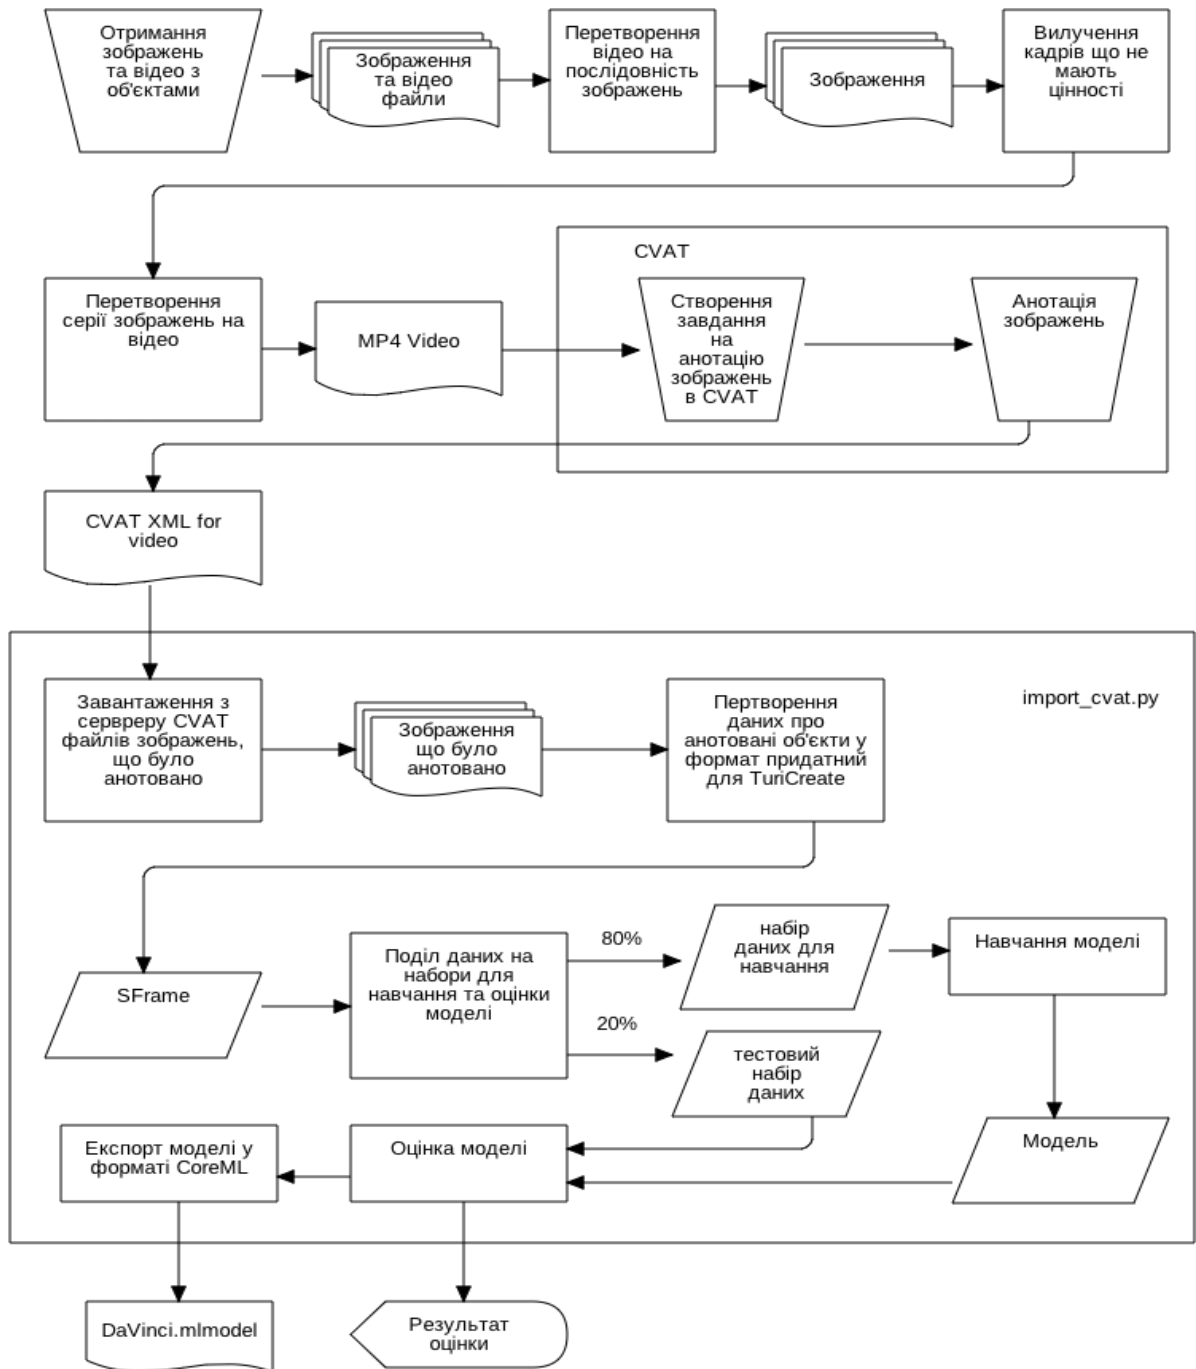 Отримання
зображень
та відео з
об'єктами
Зображення
та відео
файли
Перетворення
відео на
послідовність
зображень
Зображення
Вилучення
кадрів що не
мають
цінності
Перетворення
серії зображень на
відео
MP4 Video
CVAT
Створення
завдання
на
анотацію
зображень
в CVAT
Анотація
зображень
CVAT XML for
video
import_cvat.py
Завантаження з
сервреру CVAT
файлів зображень,
що було
анотовано
Зображення
що було
анотовано
Пертворення
даних про
анотовані об'єкти у
формат придатний
для TuriCreate
SFrame
Поділ даних на
набори для
навчання та оцінки
моделі
80%
набір
даних для
навчання
Навчання моделі
20%
тестовий
набір
даних
Експорт моделі у
форматі CoreML
Оцінка моделі
Модель
DaVinci.mlmodel
Результат
оцінки